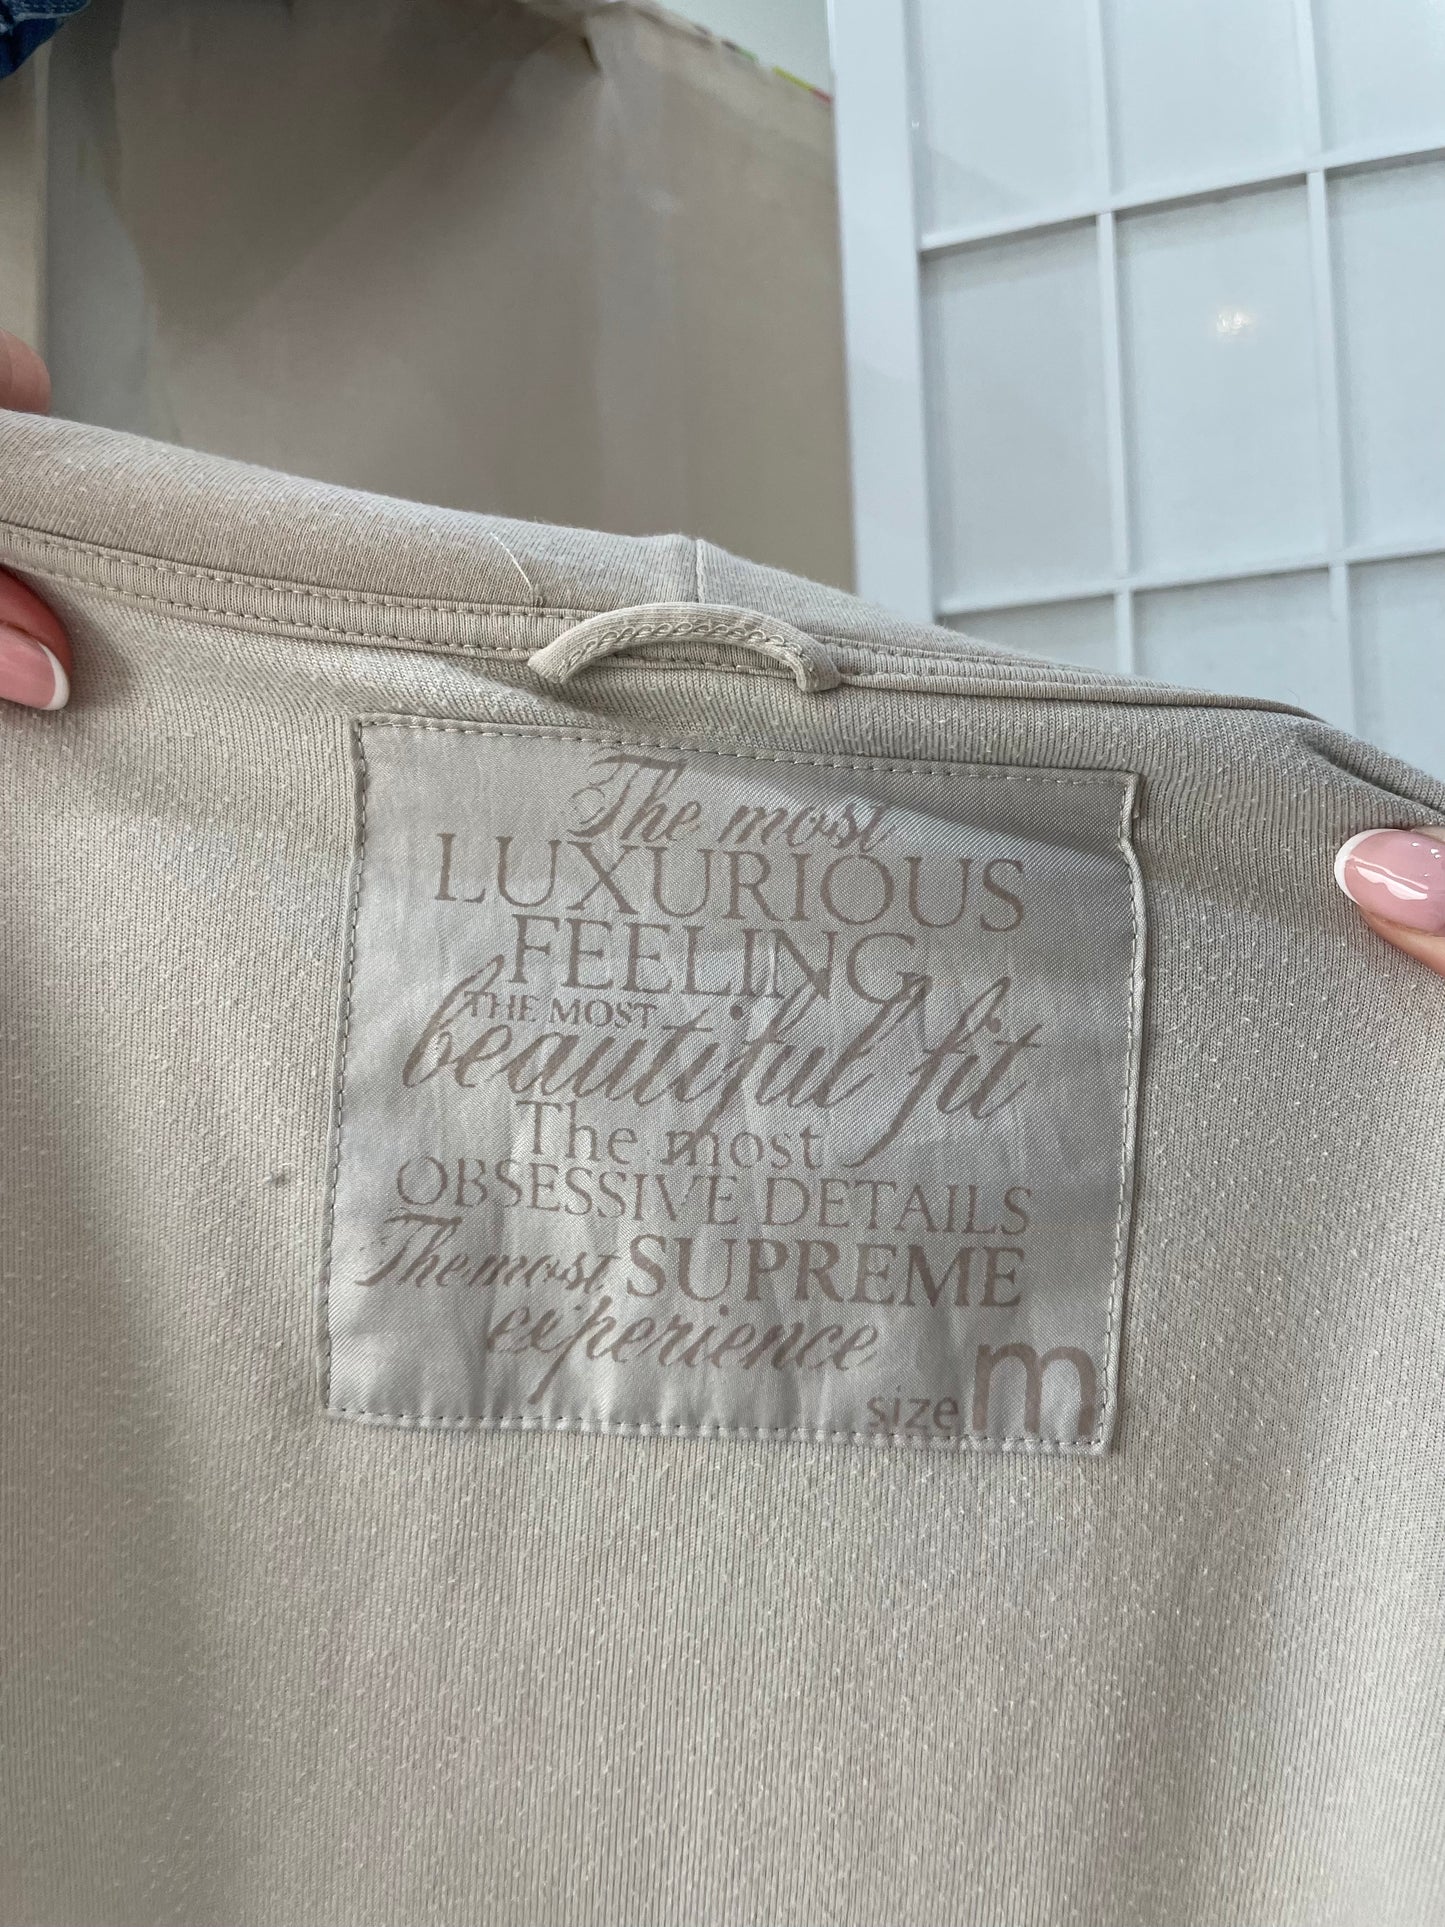 The most
LUXURIOUS
FEELING
THE MOST
beautiful fit
The most
OBSESSIVE DETAILS
The most SUPREME
experience
size m